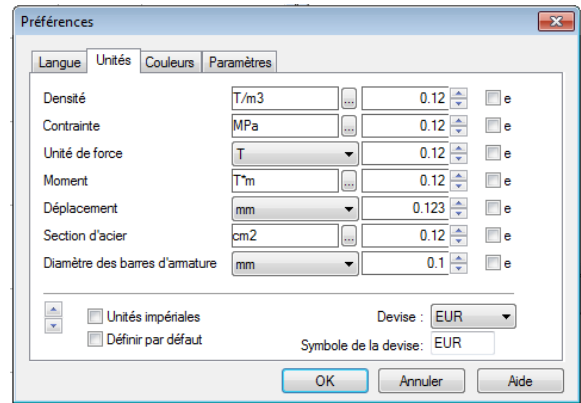 Préférences
Langue Unités Couleurs Paramètres
Densité T/m3 ... 0.12 e
Contrainte MPa ... 0.12 e
Unité de force T 0.12 e
Moment T*m ... 0.12 e
Déplacement mm 0.123 e
Section d'acier cm2 ... 0.12 e
Diamètre des barres d'armature mm 0.1 e
Unités impériales Devise : EUR
Définir par défaut Symbole de la devise: EUR
OK Annuler Aide